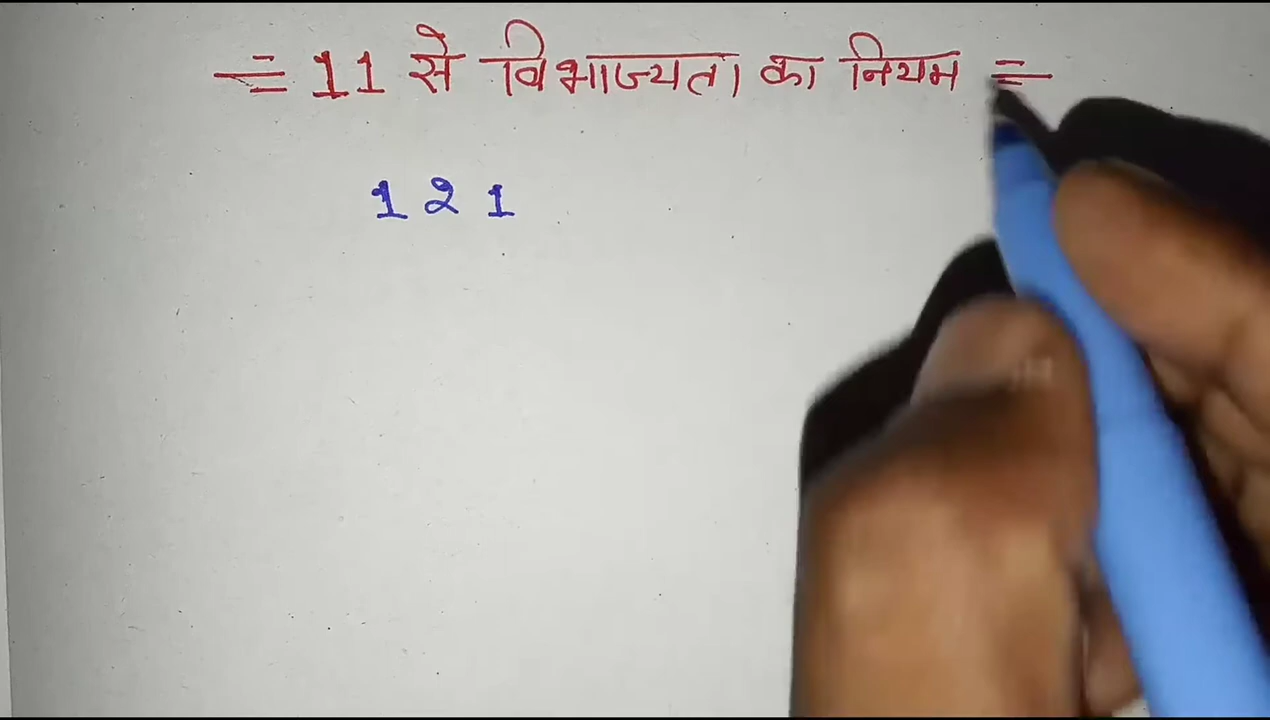 = 11 से विभाज्यता का नियम =
1 2 1